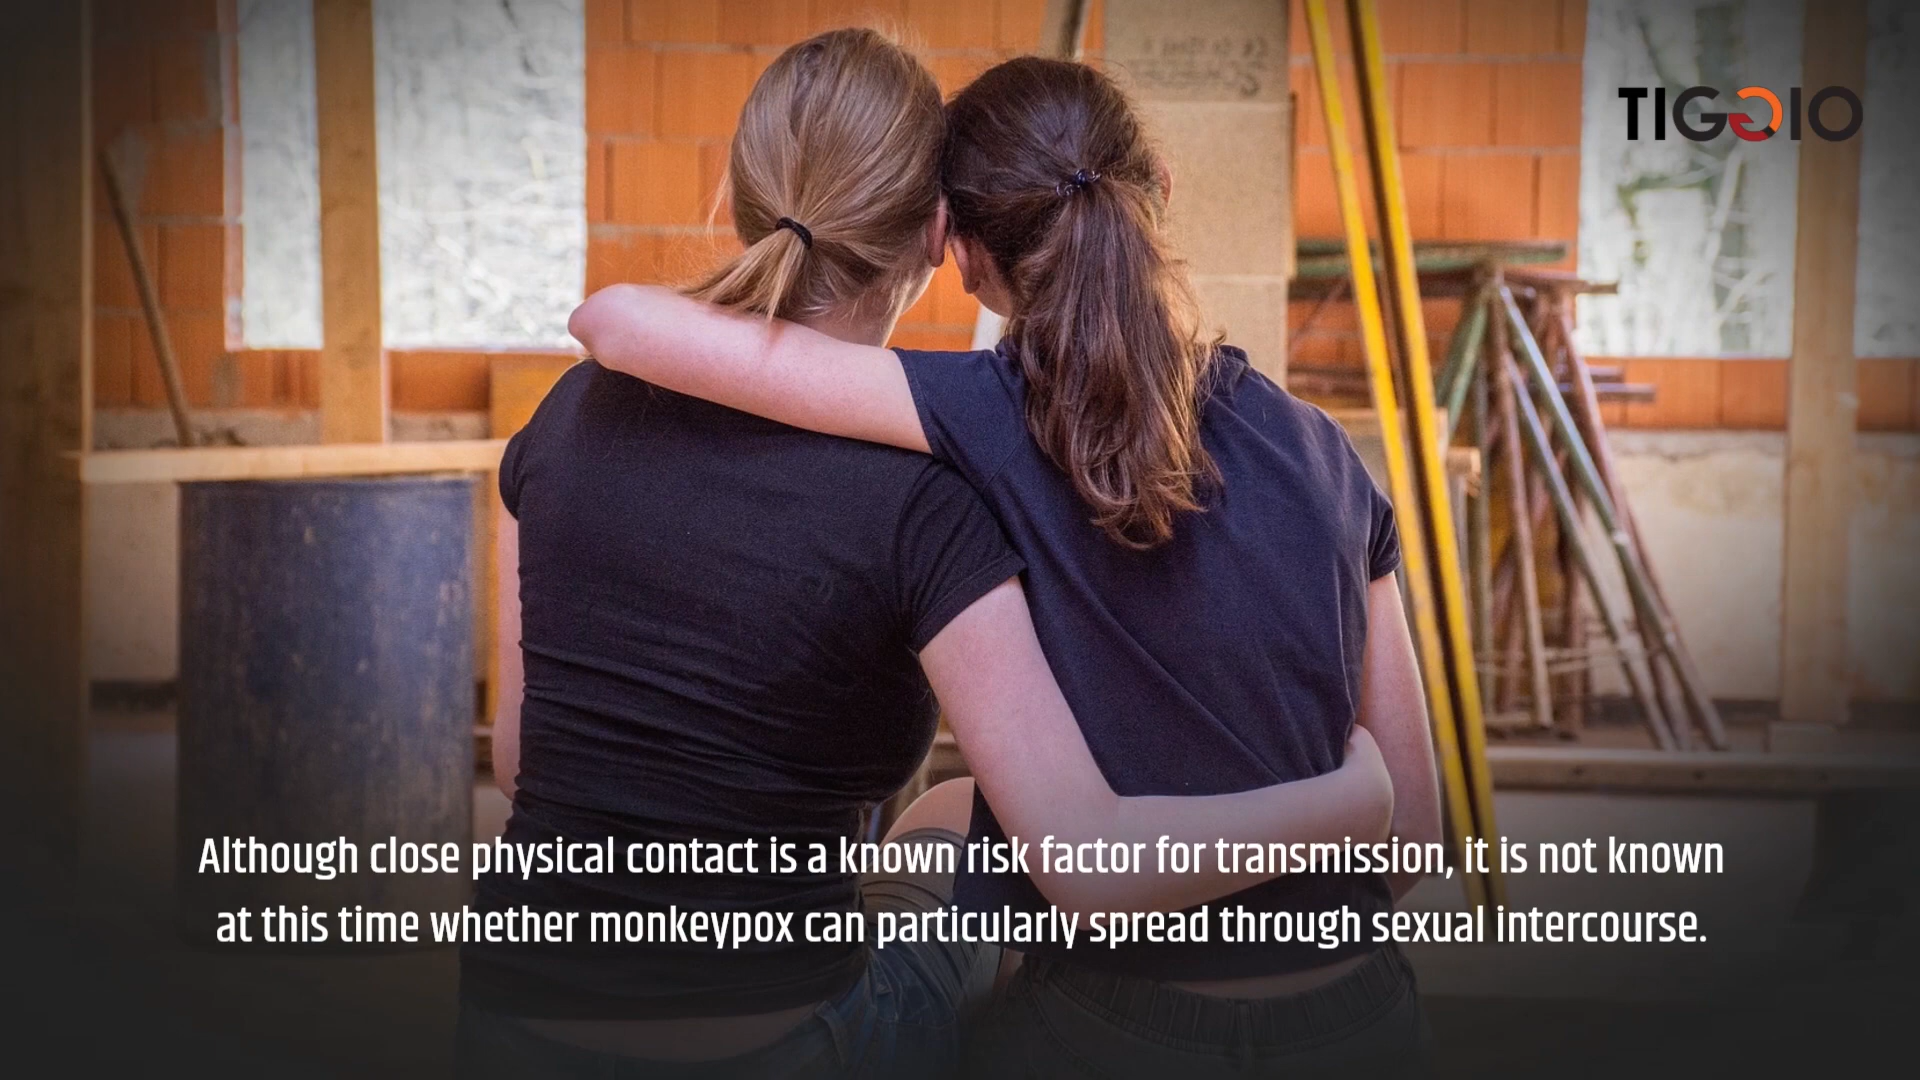 TIGGIO
Although close physical contact is a known risk factor for transmission, it is not known
at this time whether monkeypox can particularly spread through sexual intercourse.